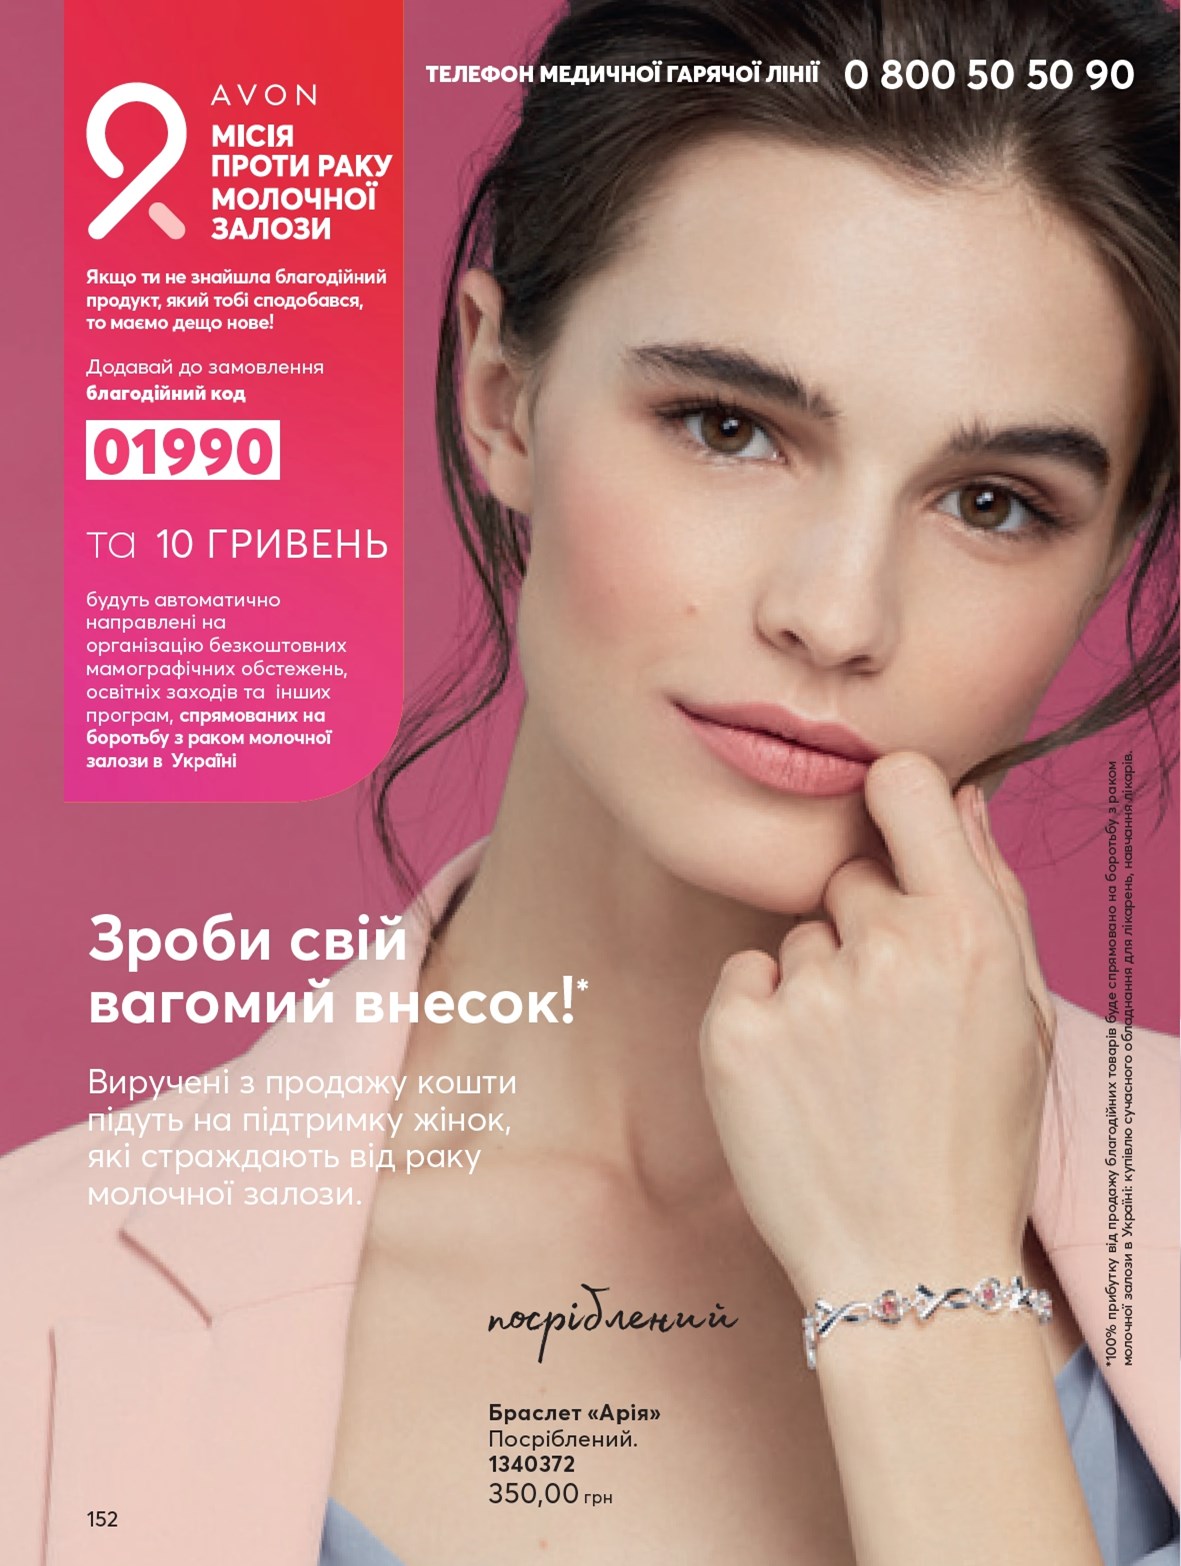 ТЕЛЕФОН МЕДИЧНОЇ ГАРЯЧОЇ ЛІНІЇ 0 800 50 50 90
AVON
МІСІЯ
ПРОТИ РАКУ
МОЛОЧНОЇ
ЗАЛОЗИ
Якщо ти не знайшла благодійний
продукт, який тобі сподобався,
то маємо дещо нове!
Додавай до замовлення
благодійний код
01990
та 10 ГРИВЕНЬ
будуть автоматично
направлені на
організацію безкоштовних
мамографічних обстежень,
освітніх заходів та інших
програм, спрямованих на
боротьбу з раком молочної
залози в Україні
Зроби свій
вагомий внесок!*
Виручені з продажу кошти
підуть на підтримку жінок,
які страждають від раку
молочної залози.
посріблений
Браслет «Арія»
Посріблений.
1340372
350,00 грн
*100% прибутку від продажу благодійних товарів буде спрямовано на боротьбу з раком
молочної залози в Україні: купівлю сучасного обладнання для лікарень, навчання лікарів.
152